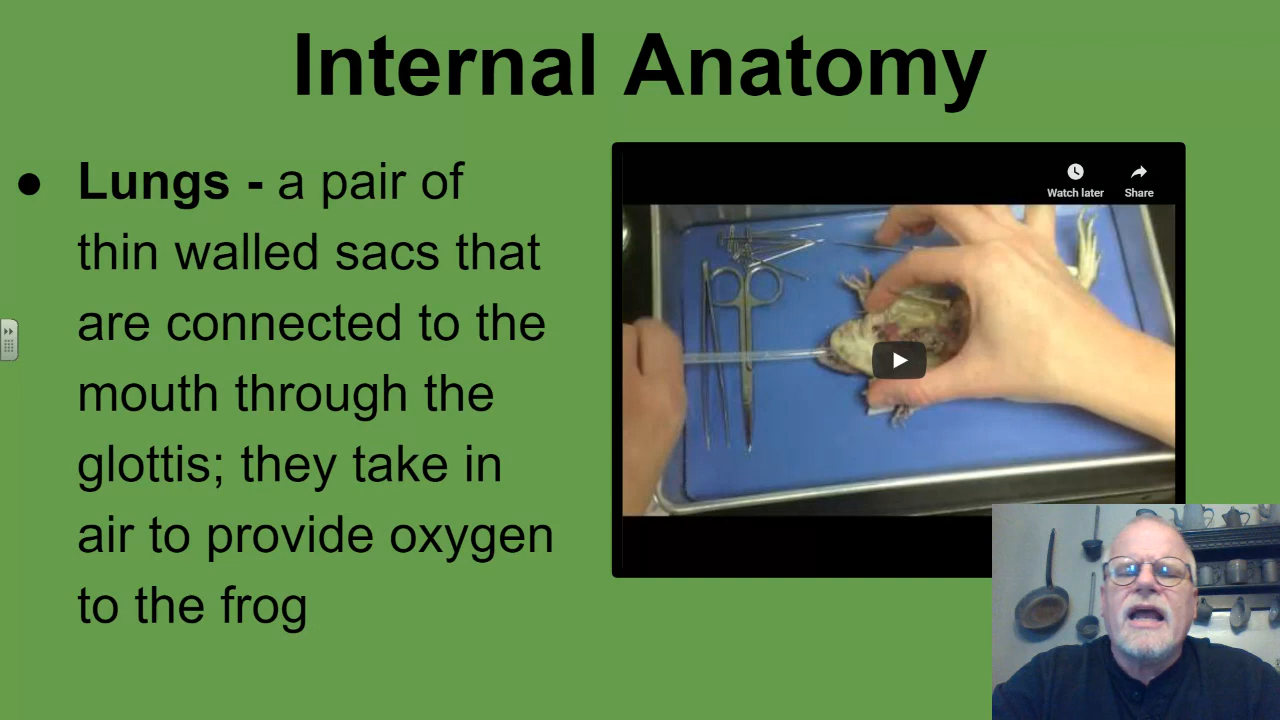 Internal Anatomy
● Lungs - a pair of
thin walled sacs that
are connected to the
mouth through the
glottis; they take in
air to provide oxygen
to the frog
Watch later
Share